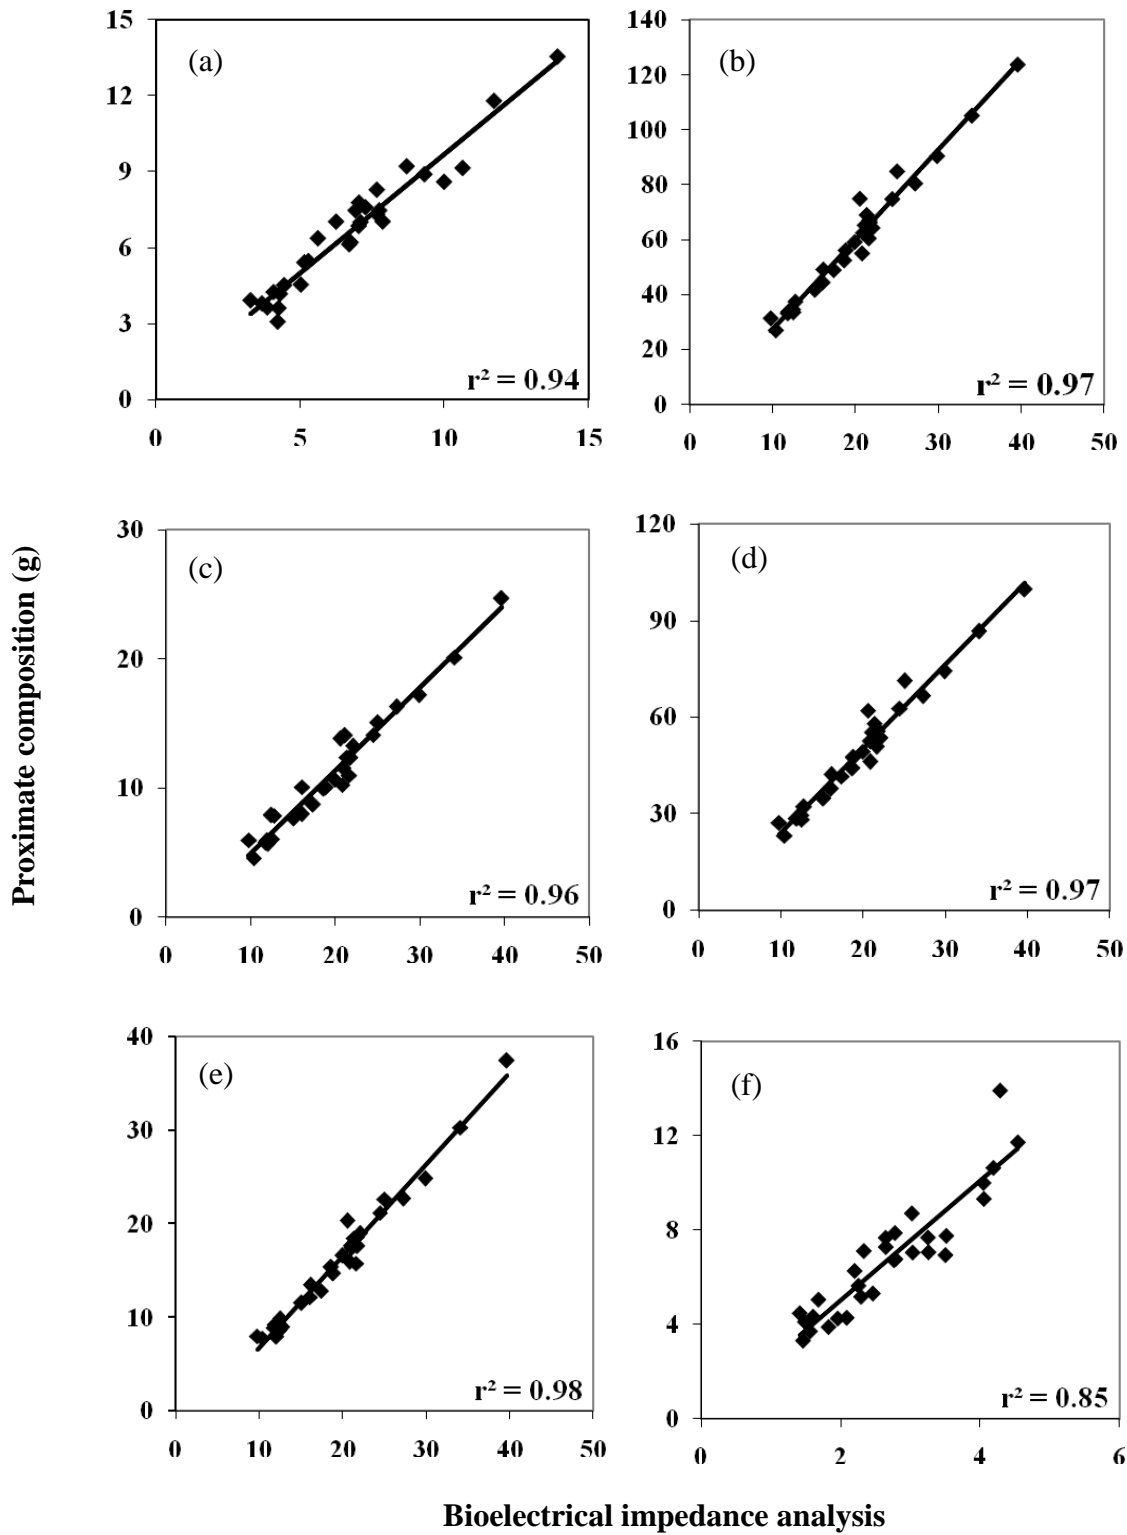 Proximate composition (g)
(a)
15
12
9
6
3
0
r² = 0.94
0 5 10 15
(b)
140
120
100
80
60
40
20
0
r² = 0.97
0 10 20 30 40 50
(c)
30
20
10
0
r² = 0.96
0 10 20 30 40 50
(d)
120
90
60
30
0
r² = 0.97
0 10 20 30 40 50
(e)
40
30
20
10
0
r² = 0.98
0 10 20 30 40 50
(f)
16
12
8
4
0
r² = 0.85
0 2 4 6
Bioelectrical impedance analysis